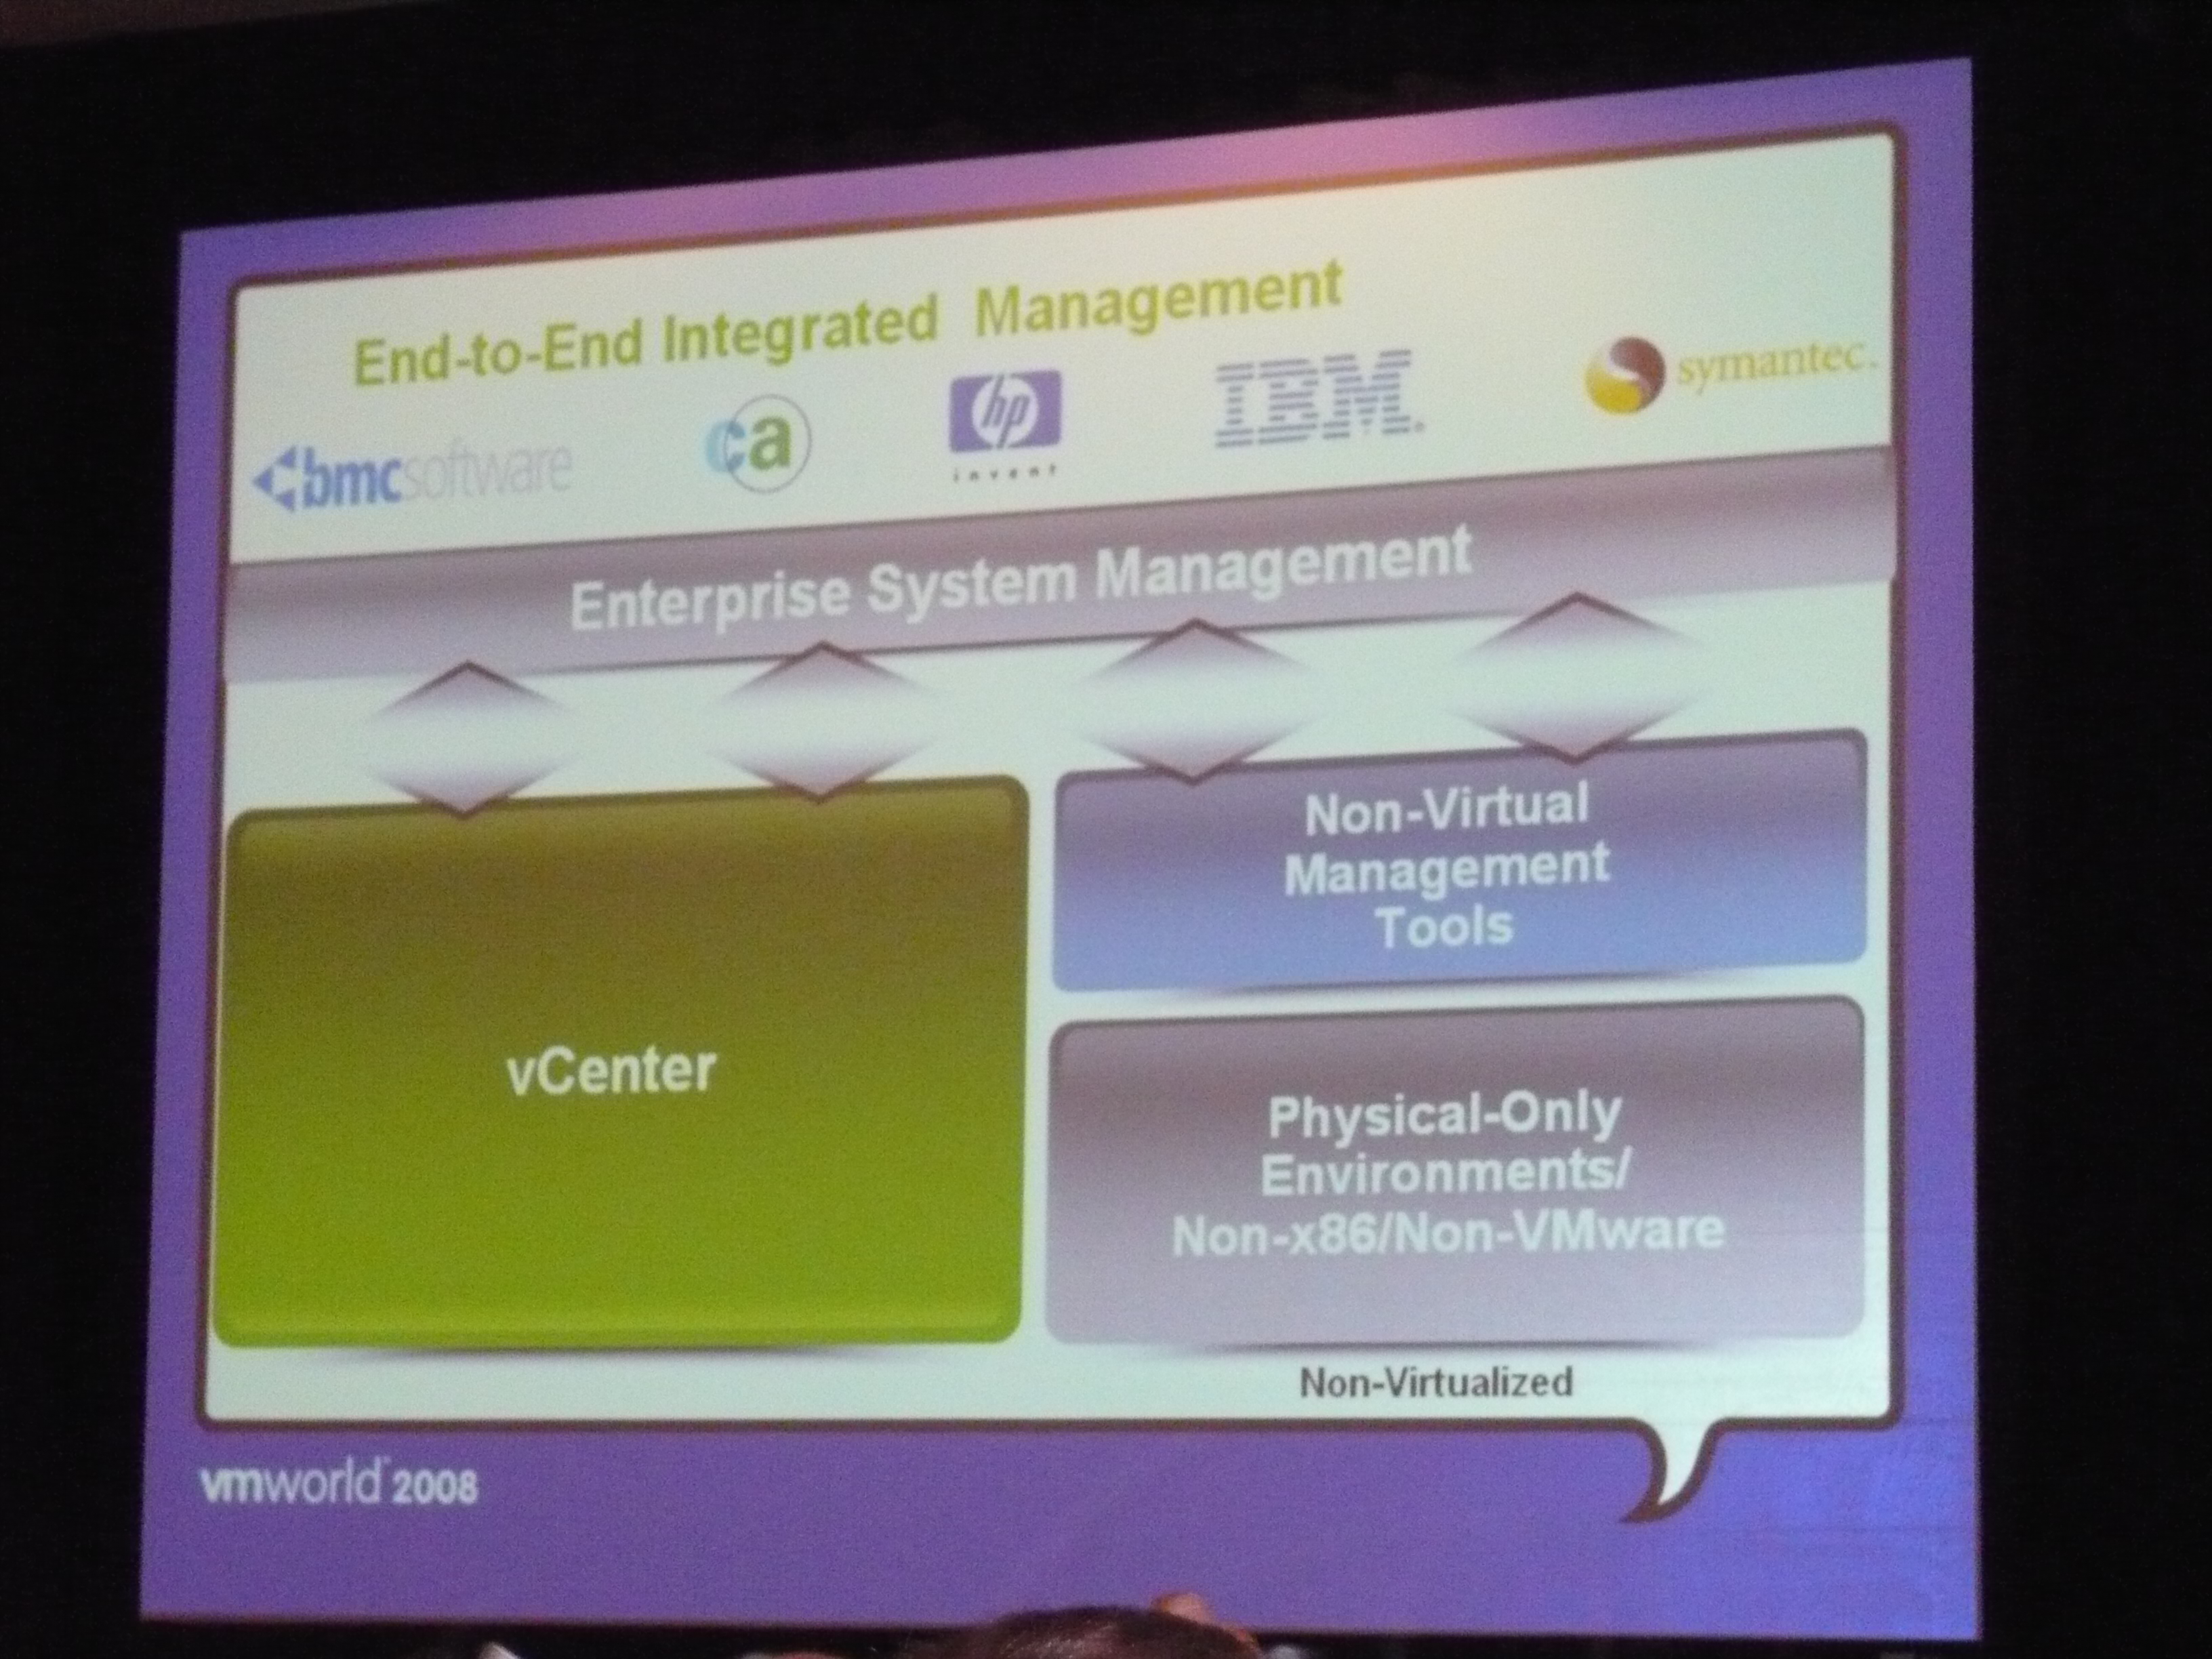 End-to-End Integrated Management
bmcsoftware
ca
hp
invent
IBM
symantec.
Enterprise System Management
vCenter
Non-Virtual
Management
Tools
Physical-Only
Environments/
Non-x86/Non-VMware
Non-Virtualized
vmworld 2008